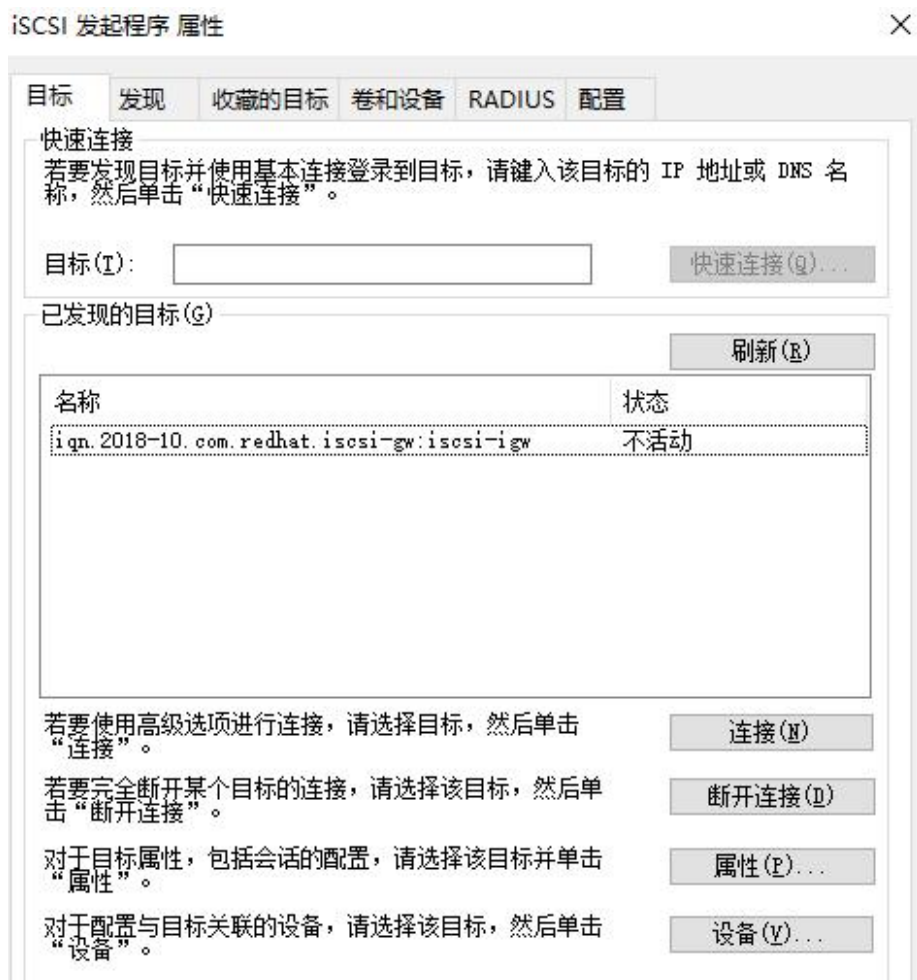 iSCSI 发起程序 属性
目标 发现 收藏的目标 卷和设备 RADIUS 配置
快速连接
若要发现目标并使用基本连接登录到目标，请键入该目标的 IP 地址或 DNS 名
称，然后单击“快速连接”。
目标(T): 快速连接(Q)...
已发现的目标(G)
刷新(R)
名称 状态
iqn.2018-10.com.redhat.iscsi-gw:iscsi-igw 不活动
若要使用高级选项进行连接，请选择目标，然后单击
“连接”。
连接(N)
若要完全断开某个目标的连接，请选择该目标，然后单
击“断开连接”。
断开连接(D)
对于目标属性，包括会话的配置，请选择该目标并单击
“属性”。
属性(P)...
对于配置与目标关联的设备，请选择该目标，然后单击
“设备”。
设备(V)...